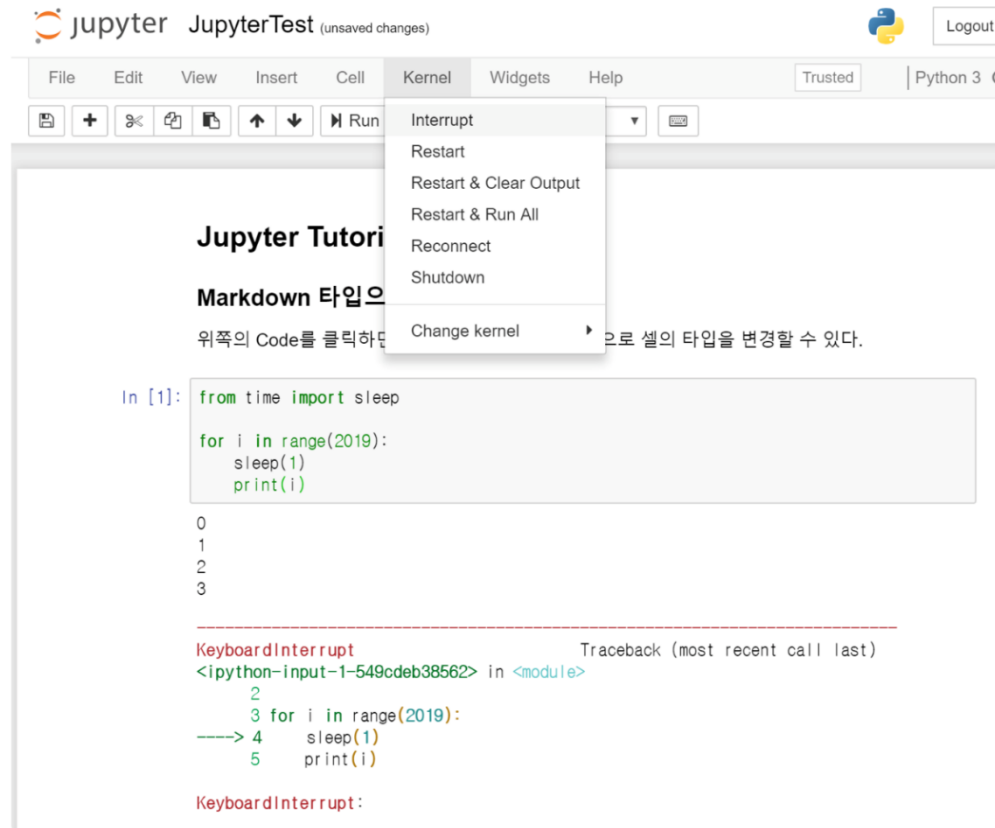 jupyter JupyterTest (unsaved changes) Logout
File Edit View Insert Cell Kernel Widgets Help Trusted Python 3
Run
Interrupt
Restart
Restart & Clear Output
Restart & Run All
Reconnect
Shutdown
Change kernel
Jupyter Tutori
Markdown 타입으
위쪽의 Code를 클릭하면 으로 셀의 타입을 변경할 수 있다.
In [1]: from time import sleep
for i in range(2019):
sleep(1)
print(i)
0
1
2
3
---------------------------------------------------------------------------
KeyboardInterrupt Traceback (most recent call last)
<ipython-input-1-549cdeb38562> in <module>
2
3 for i in range(2019):
----> 4 sleep(1)
5 print(i)
KeyboardInterrupt: